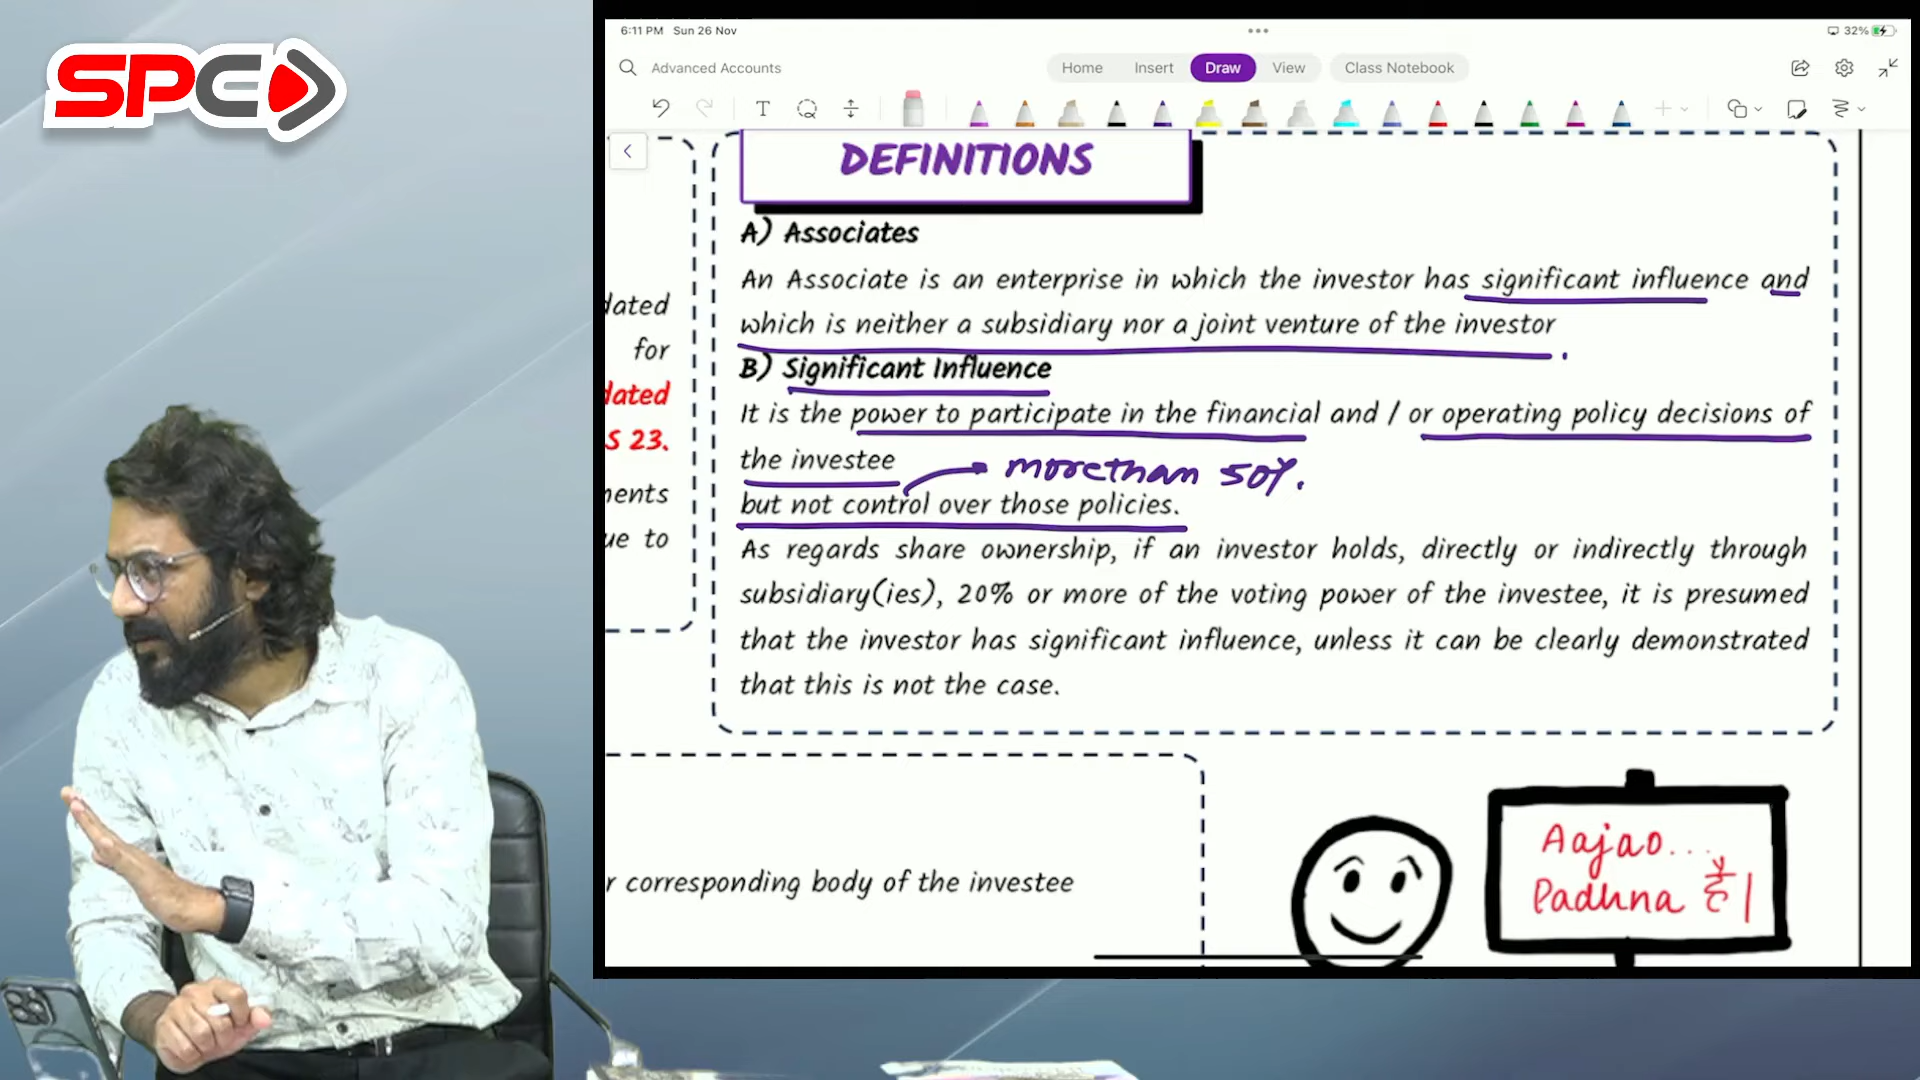 SPC
6:11 PM Sun 26 Nov
32%
Advanced Accounts
Home Insert Draw View Class Notebook
T
DEFINITIONS
A) Associates
An Associate is an enterprise in which the investor has significant influence and
which is neither a subsidiary nor a joint venture of the investor
B) Significant Influence
It is the power to participate in the financial and / or operating policy decisions of
the investee
more than 50%.
but not control over those policies.
As regards share ownership, if an investor holds, directly or indirectly through
subsidiary(ies), 20% or more of the voting power of the investee, it is presumed
that the investor has significant influence, unless it can be clearly demonstrated
that this is not the case.
dated
for
dated
S 23.
ments
ue to
r corresponding body of the investee
Aajao...
Padhna है।